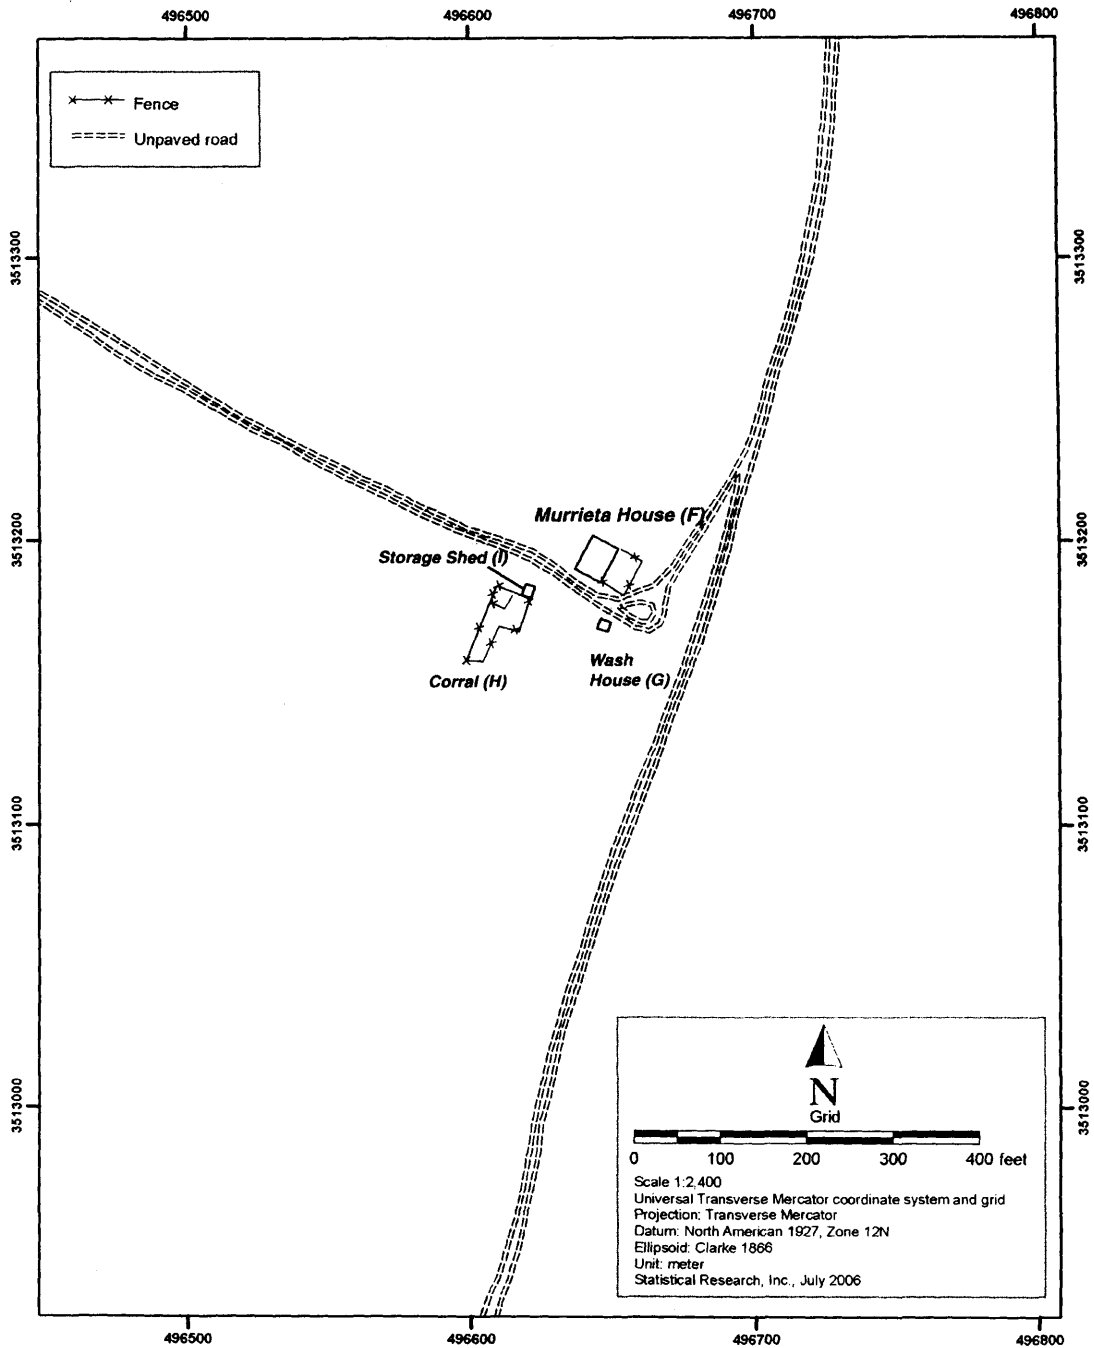 496500 496600 496700 496800
Fence
Unpaved road
3513300 3513300
Murrieta House (F)
3513200 3513200
Storage Shed (I)
Wash
House (G)
Corral (H)
3513100 3513100
N
Grid
3513000 3513000
0 100 200 300 400 feet
Scale 1:2,400
Universal Transverse Mercator coordinate system and grid
Projection: Transverse Mercator
Datum: North American 1927, Zone 12N
Ellipsoid: Clarke 1866
Unit: meter
Statistical Research, Inc., July 2006
496500 496600 496700 496800